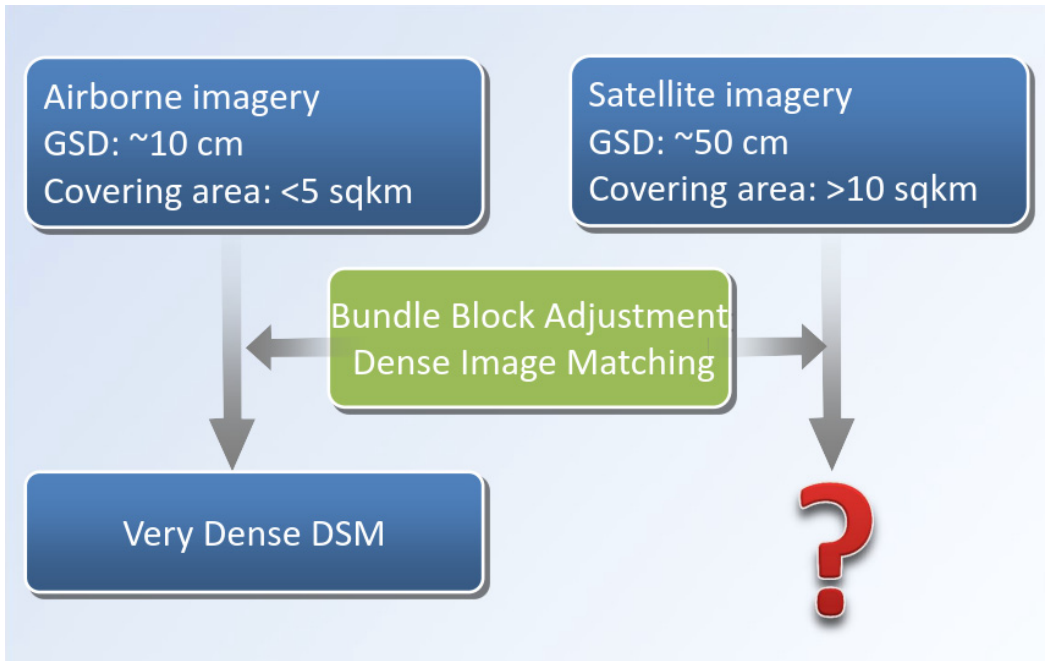 Airborne imagery
GSD: ~10 cm
Covering area: <5 sqkm
Satellite imagery
GSD: ~50 cm
Covering area: >10 sqkm
Bundle Block Adjustment
Dense Image Matching
Very Dense DSM
?